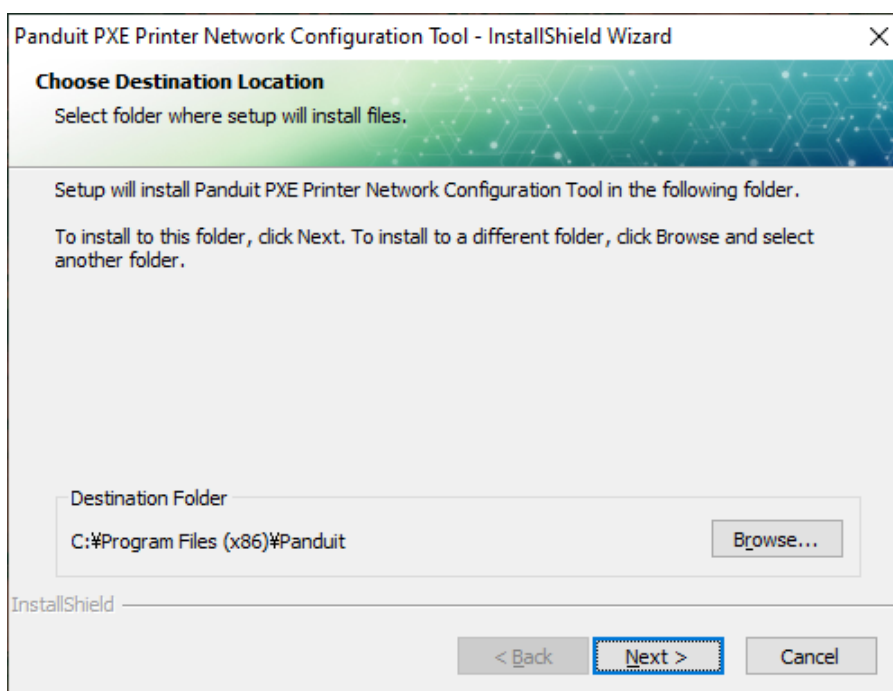 Panduit PXE Printer Network Configuration Tool - InstallShield Wizard
Choose Destination Location
Select folder where setup will install files.
Setup will install Panduit PXE Printer Network Configuration Tool in the following folder.
To install to this folder, click Next. To install to a different folder, click Browse and select
another folder.
Destination Folder
C:¥Program Files (x86)¥Panduit
Browse...
InstallShield
< Back
Next >
Cancel